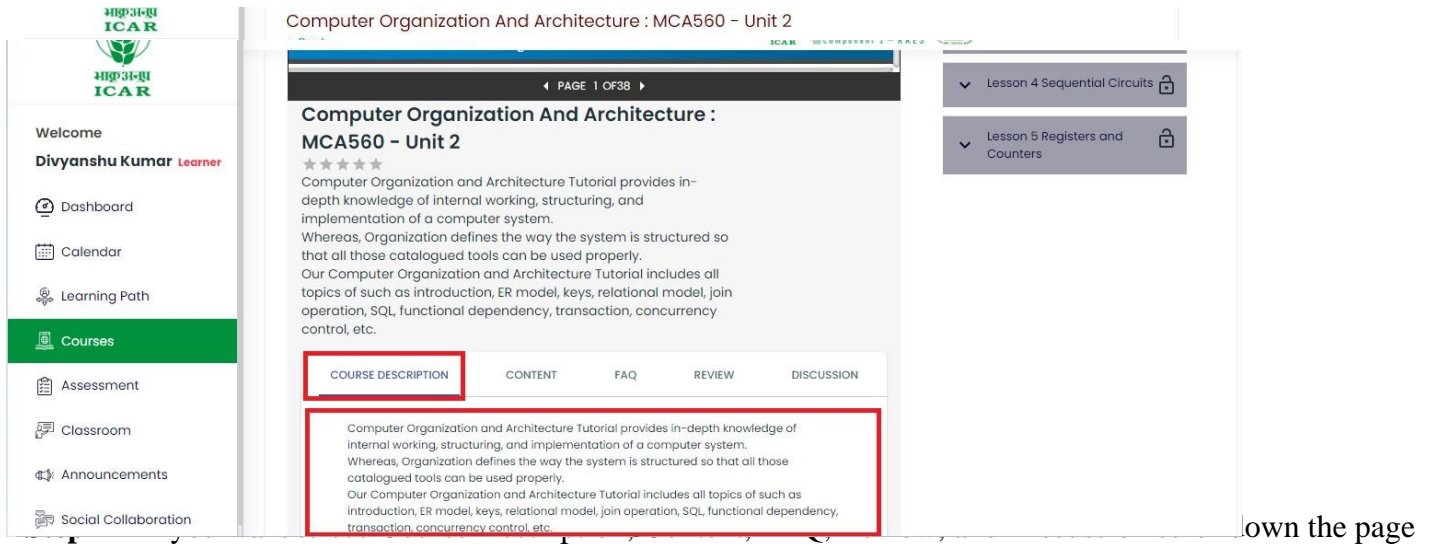 भाकृअनुप
ICAR
Computer Organization And Architecture : MCA560 - Unit 2
ICAR
भाकृअनुप
ICAR
Welcome
Divyanshu Kumar Learner
Dashboard
Calendar
Learning Path
Courses
Assessment
Classroom
Announcements
Social Collaboration
PAGE 1 OF38
Computer Organization And Architecture :
MCA560 - Unit 2
Computer Organization and Architecture Tutorial provides in-
depth knowledge of internal working, structuring, and
implementation of a computer system.
Whereas, Organization defines the way the system is structured so
that all those catalogued tools can be used properly.
Our Computer Organization and Architecture Tutorial includes all
topics of such as introduction, ER model, keys, relational model, join
operation, SQL, functional dependency, transaction, concurrency
control, etc.
COURSE DESCRIPTION CONTENT FAQ REVIEW DISCUSSION
Computer Organization and Architecture Tutorial provides in-depth knowledge of
internal working, structuring, and implementation of a computer system.
Whereas, Organization defines the way the system is structured so that all those
catalogued tools can be used properly.
Our Computer Organization and Architecture Tutorial includes all topics of such as
introduction, ER model, keys, relational model, join operation, SQL, functional dependency,
transaction, concurrency control, etc.
Lesson 4 Sequential Circuits
Lesson 5 Registers and
Counters
down the page